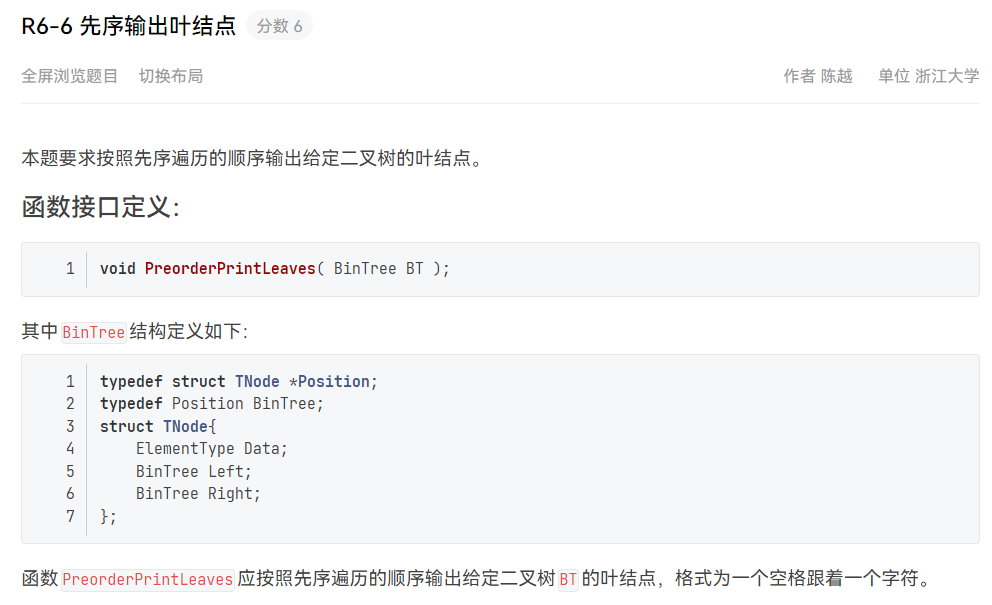 R6-6 先序输出叶结点 分数 6
全屏浏览题目 切换布局 作者 陈越 单位 浙江大学
本题要求按照先序遍历的顺序输出给定二叉树的叶结点。
函数接口定义：
1 void PreorderPrintLeaves( BinTree BT );
其中BinTree结构定义如下：
1 typedef struct TNode *Position;
2 typedef Position BinTree;
3 struct TNode{
4     ElementType Data;
5     BinTree Left;
6     BinTree Right;
7 };
函数PreorderPrintLeaves应按照先序遍历的顺序输出给定二叉树BT的叶结点，格式为一个空格跟着一个字符。